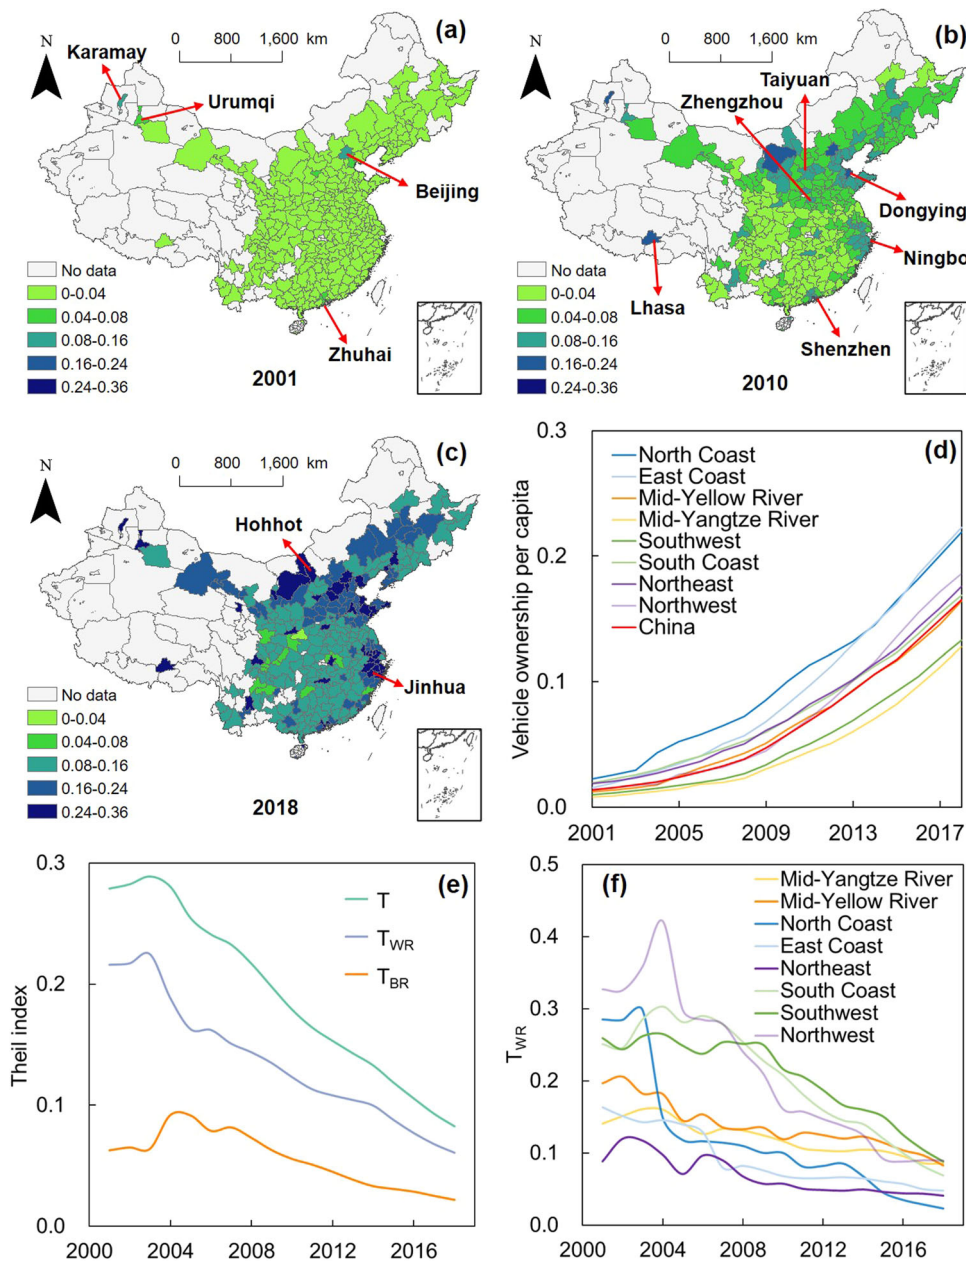 (a)
N
0 800 1,600 km
Karamay
Urumqi
Beijing
Zhuhai
No data
0-0.04
0.04-0.08
0.08-0.16
0.16-0.24
0.24-0.36
2001
(b)
N
0 800 1,600 km
Taiyuan
Zhengzhou
Dongying
Ningbo
Lhasa
Shenzhen
No data
0-0.04
0.04-0.08
0.08-0.16
0.16-0.24
0.24-0.36
2010
(c)
N
0 800 1,600 km
Hohhot
Jinhua
No data
0-0.04
0.04-0.08
0.08-0.16
0.16-0.24
0.24-0.36
2018
(d)
Vehicle ownership per capita
0.3
0.2
0.1
0.0
North Coast
East Coast
Mid-Yellow River
Mid-Yangtze River
Southwest
South Coast
Northeast
Northwest
China
2001 2005 2009 2013 2017
(e)
Theil index
0.3
0.2
0.1
0.0
T
TWR
TBR
2000 2004 2008 2012 2016
(f)
TWR
0.5
0.4
0.3
0.2
0.1
0.0
Mid-Yangtze River
Mid-Yellow River
North Coast
East Coast
Northeast
South Coast
Southwest
Northwest
2000 2004 2008 2012 2016